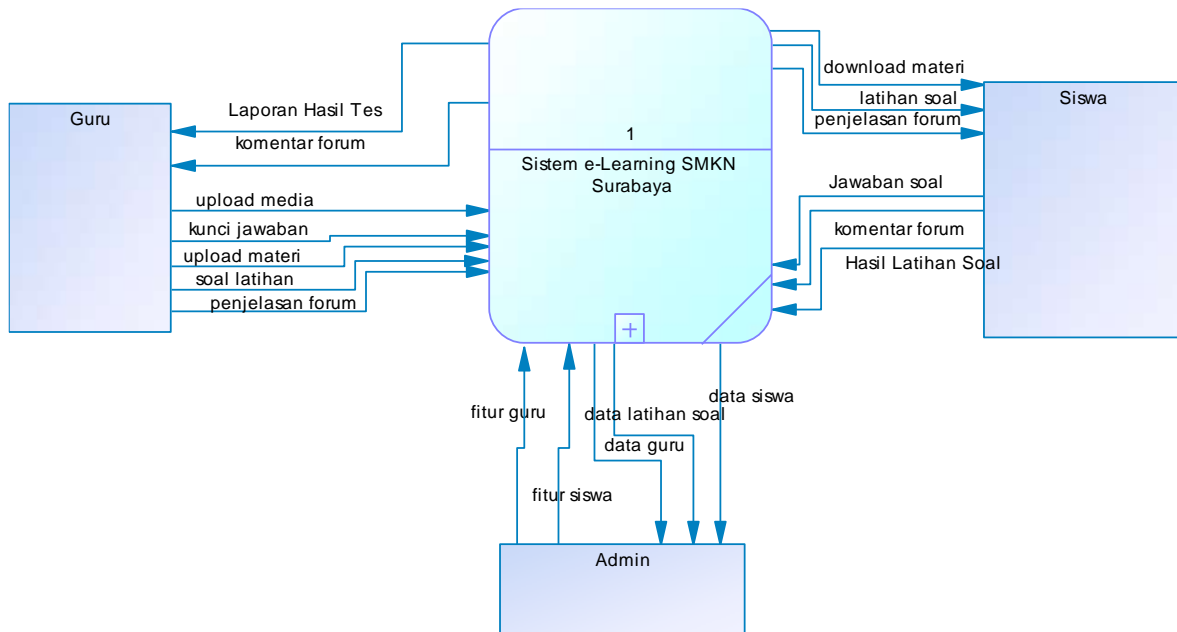 download materi
Siswa
latihan soal
Laporan Hasil Tes
Guru
penjelasan forum
komentar forum
1
Sistem e-Learning SMKN
Surabaya
Jawaban soal
upload media
kunci jawaban
komentar forum
upload materi
Hasil Latihan Soal
soal latihan
penjelasan forum
+
data siswa
fitur guru
data latihan soal
data guru
fitur siswa
Admin